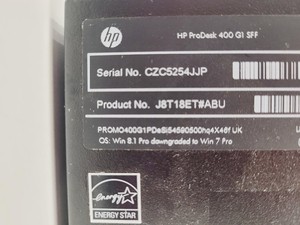 hp
HP ProDesk 400 G1 SFF
Serial No. CZC5254JJP
Product No. J8T18ET#ABU
PROMO400G1PDeSi54590500hq4X46f UK
OS: Win 8.1 Pro downgraded to Win 7 Pro
energy
ENERGY STAR